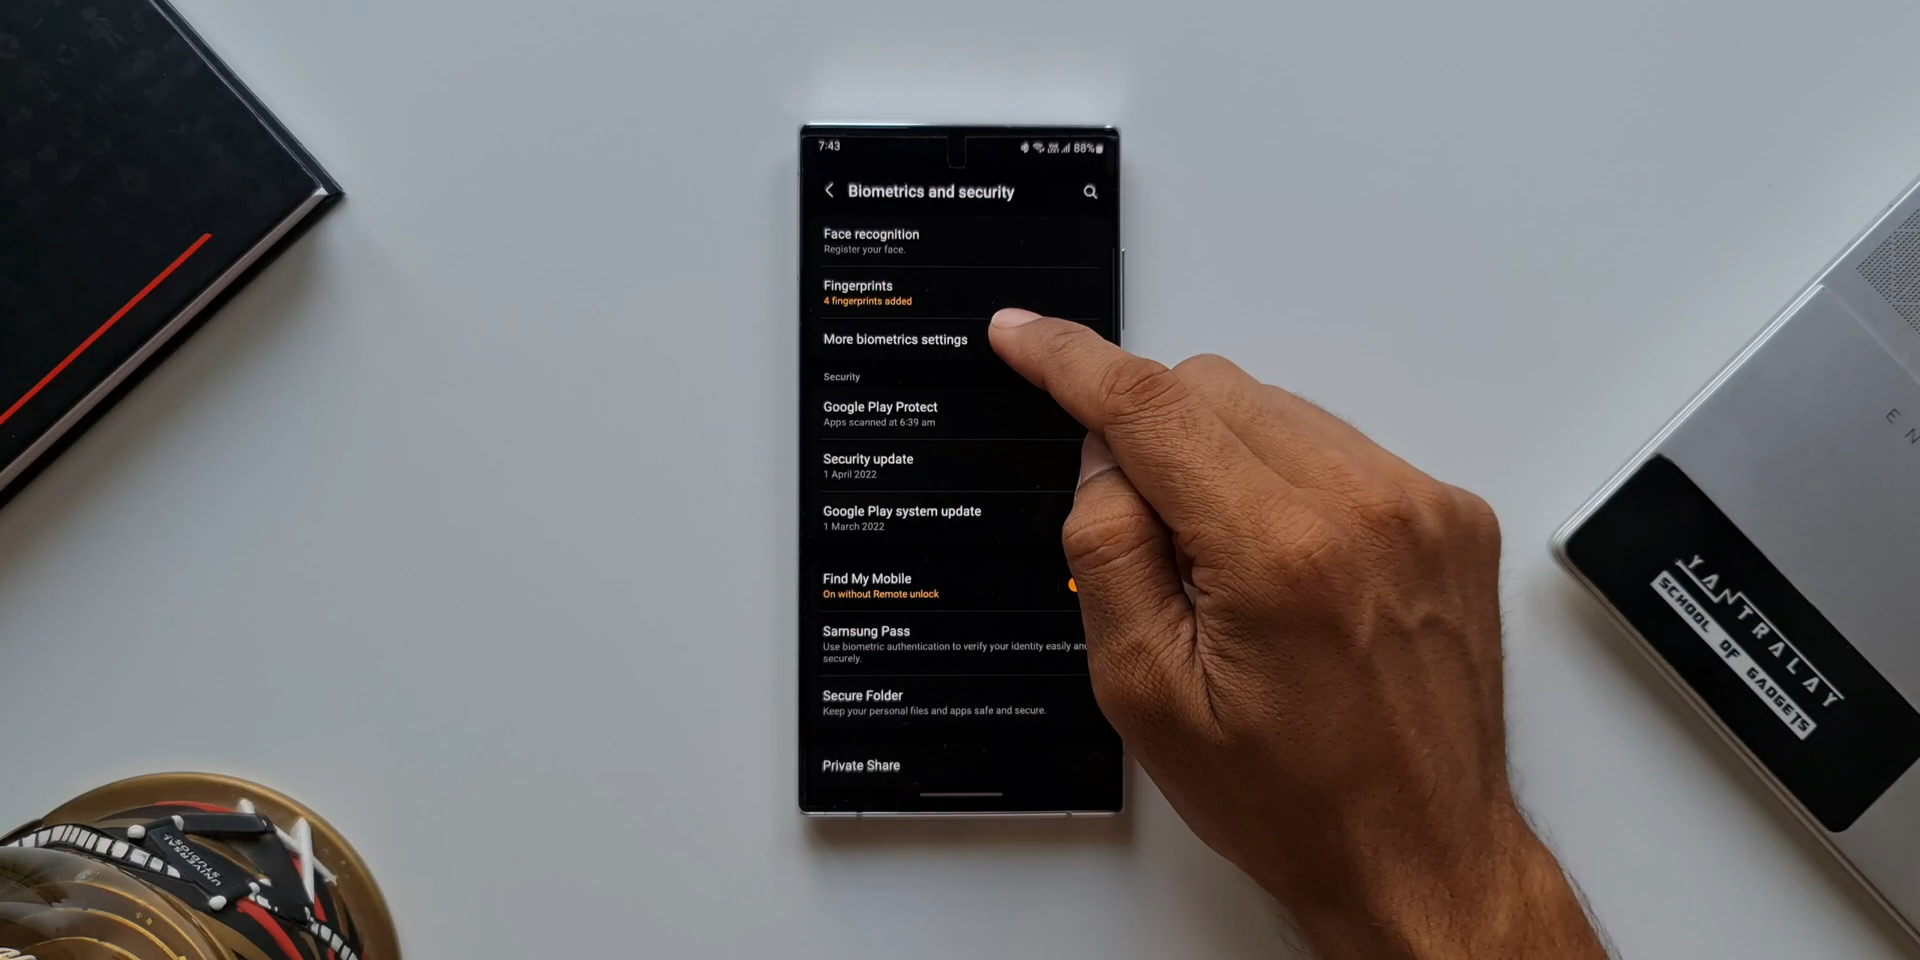 7:43
88%
Biometrics and security
Face recognition
Register your face.
Fingerprints
4 fingerprints added
More biometrics settings
Security
Google Play Protect
Apps scanned at 6:39 am
Security update
1 April 2022
Google Play system update
1 March 2022
Find My Mobile
On without Remote unlock
Samsung Pass
Use biometric authentication to verify your identity easily and
securely.
Secure Folder
Keep your personal files and apps safe and secure.
Private Share
E N
YANTRALAY
SCHOOL OF GADGETS
UNIVERSAL
STUDIOS